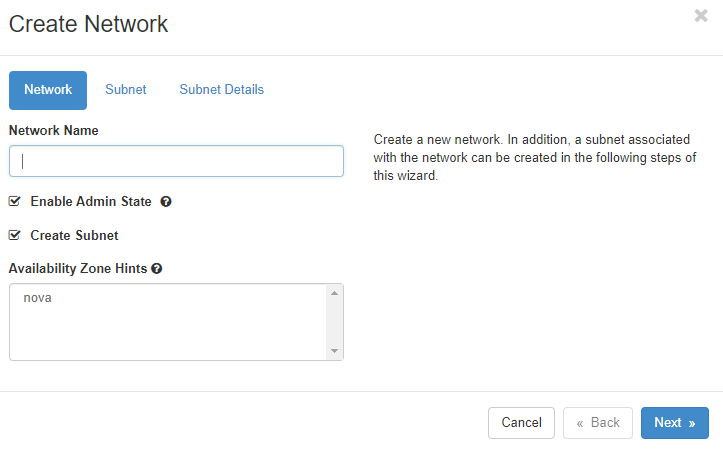 Create Network
×
Network Subnet Subnet Details
Network Name
Create a new network. In addition, a subnet associated
with the network can be created in the following steps of
this wizard.
Enable Admin State ?
Create Subnet
Availability Zone Hints ?
nova
Cancel « Back Next »